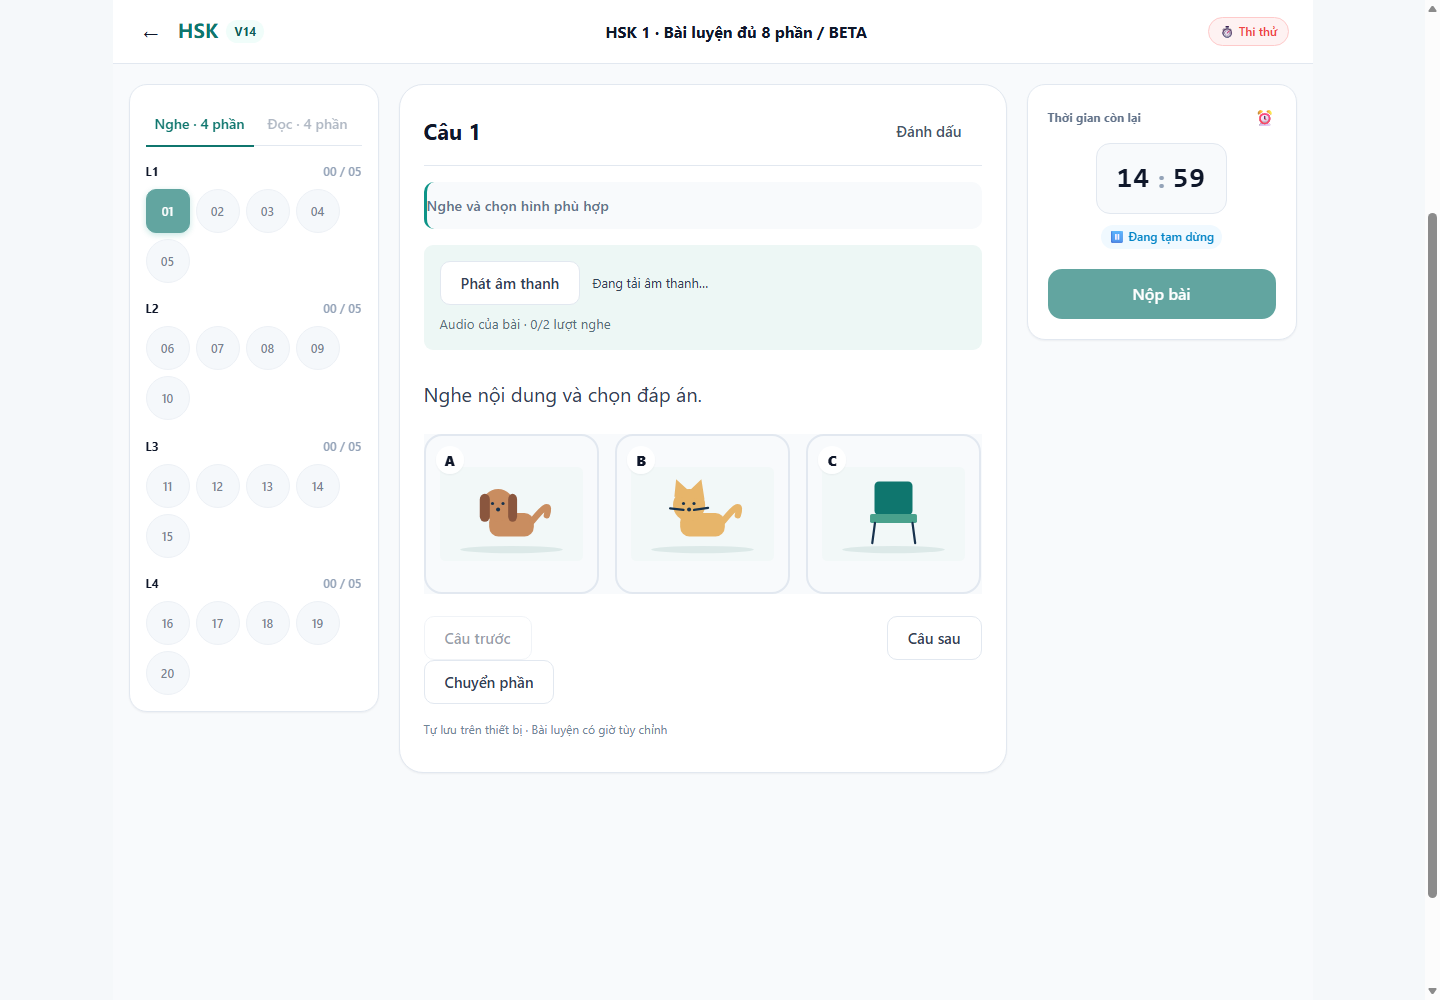 ← HSK V14
HSK 1 · Bài luyện đủ 8 phần / BETA
Thi thử
Nghe · 4 phần
Đọc · 4 phần
L1 00 / 05
01 02 03 04
05
L2 00 / 05
06 07 08 09
10
L3 00 / 05
11 12 13 14
15
L4 00 / 05
16 17 18 19
20
Câu 1
Đánh dấu
Nghe và chọn hình phù hợp
Phát âm thanh
Đang tải âm thanh...
Audio của bài · 0/2 lượt nghe
Nghe nội dung và chọn đáp án.
A
B
C
Câu trước
Câu sau
Chuyển phần
Tự lưu trên thiết bị · Bài luyện có giờ tùy chỉnh
Thời gian còn lại
14 : 59
Đang tạm dừng
Nộp bài